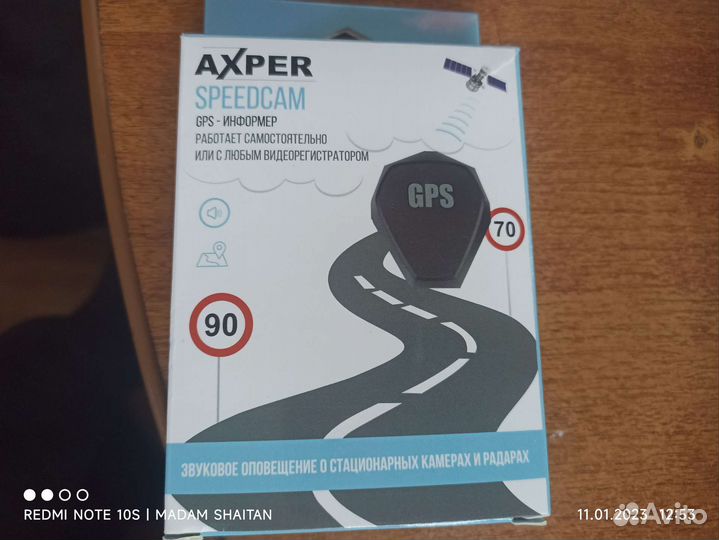 AXPER
SPEEDCAM
GPS - ИНФОРМЕР
РАБОТАЕТ САМОСТОЯТЕЛЬНО
ИЛИ С ЛЮБЫМ ВИДЕОРЕГИСТРАТОРОМ
GPS
70
90
ЗВУКОВОЕ ОПОВЕЩЕНИЕ О СТАЦИОНАРНЫХ КАМЕРАХ И РАДАРАХ
REDMI NOTE 10S | MADAM SHAITAN
11.01.2023 12:53
Avito